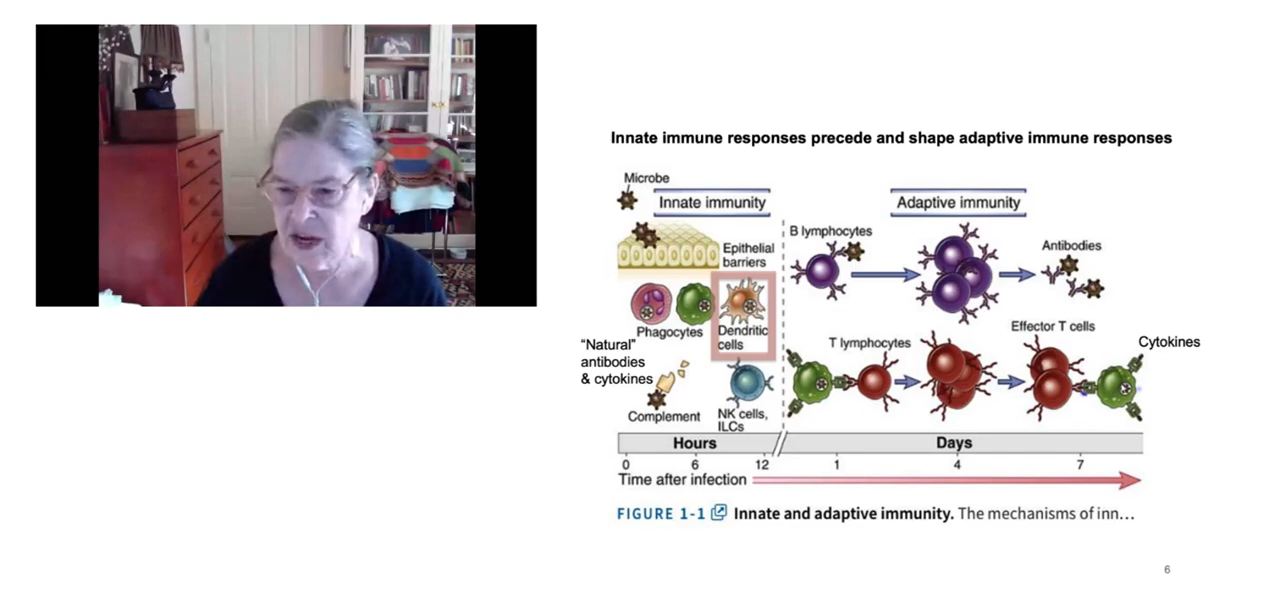 Innate immune responses precede and shape adaptive immune responses
Microbe
Innate immunity
Adaptive immunity
Epithelial
barriers
B lymphocytes
Antibodies
Phagocytes
Dendritic
cells
"Natural"
antibodies
& cytokines
Complement
NK cells,
ILCs
T lymphocytes
Effector T cells
Cytokines
Hours
Days
0 6 12 1 4 7
Time after infection
FIGURE 1-1 Innate and adaptive immunity. The mechanisms of inn...
6